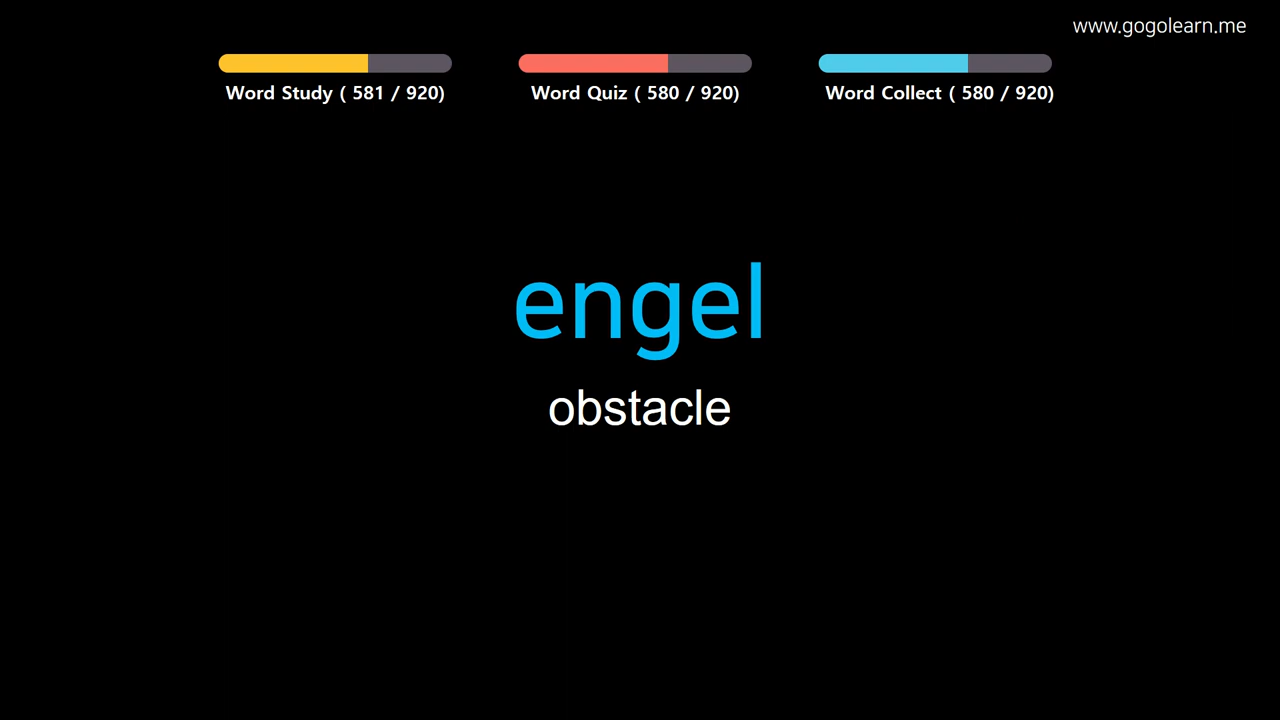 www.gogolearn.me
Word Study ( 581 / 920)
Word Quiz ( 580 / 920)
Word Collect ( 580 / 920)
engel
obstacle